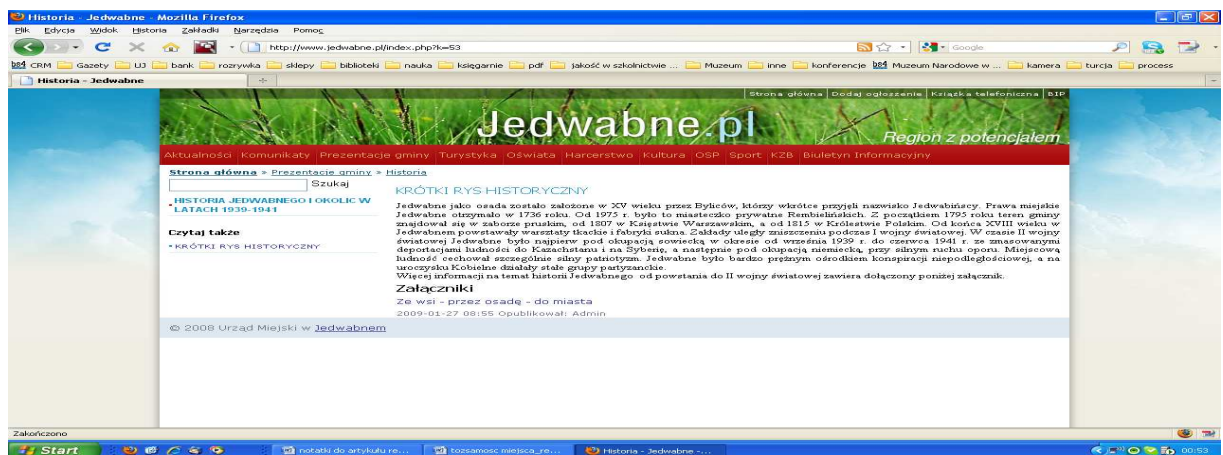 Historia - Jedwabne - Mozilla Firefox
Plik Edycja Widok Historia Zakładki Narzędzia Pomoc
http://www.jedwabne.pl/index.php?k=53
Google
CRM Gazety UJ bank rozrywka sklepy biblioteki nauka księgarnie pdf jakość w szkolnictwie ... Muzeum inne konferencje Muzeum Narodowe w ... kamera turcja process
Historia - Jedwabne
Strona główna Dodaj ogłoszenie Książka telefoniczna BIP
Jedwabne.pl
Region z potencjałem
Aktualności Komunikaty Prezentacje gminy Turystyka Oświata Harcerstwo Kultura OSP Sport KZB Biuletyn Informacyjny
Strona główna » Prezentacje gminy » Historia
Szukaj
HISTORIA JEDWABNEGO I OKOLIC W
LATACH 1939-1941
Czytaj także
KRÓTKI RYS HISTORYCZNY
KRÓTKI RYS HISTORYCZNY
Jedwabne jako osada zostało założone w XV wieku przez Bylićów, którzy wkrótce przyjęli nazwisko Jedwabińscy. Prawa miejskie
Jedwabne otrzymało w 1736 roku. Od 1975 r. było to miasteczko prywatne Rembielińskich. Z początkiem 1795 roku teren gminy
znajdował się w zaborze pruskim, od 1807 w Księstwie Warszawskim, a od 1815 w Królestwie Polskim. Od końca XVIII wieku w
Jedwabnem powstawały warsztaty tkackie i fabryki sukna. Zakłady uległy zniszczeniu podczas I wojny światowej. W czasie II wojny
światowej Jedwabne było najpierw pod okupacją sowiecką w okresie od września 1939 r. do czerwca 1941 r. ze zmasowanymi
deportacjami ludności do Kazachstanu i na Syberię, a następnie pod okupacją niemiecką, przy silnym ruchu oporu. Miejscową
ludność cechował szczególnie silny patriotyzm. Jedwabne było bardzo prężnym ośrodkiem konspiracji niepodległościowej, a na
uroczysku Kobielne działały stałe grupy partyzanckie.
Więcej informacji na temat historii Jedwabnego od powstania do II wojny światowej zawiera dołączony poniżej załącznik.
Załączniki
Ze wsi - przez osadę - do miasta
2009-01-27 08:55 Opublikował: Admin
© 2008 Urząd Miejski w Jedwabnem
Zakończono
Start notatki do artykułu re... tozsamosc miejsca_re... Historia - Jedwabne -... 00:53